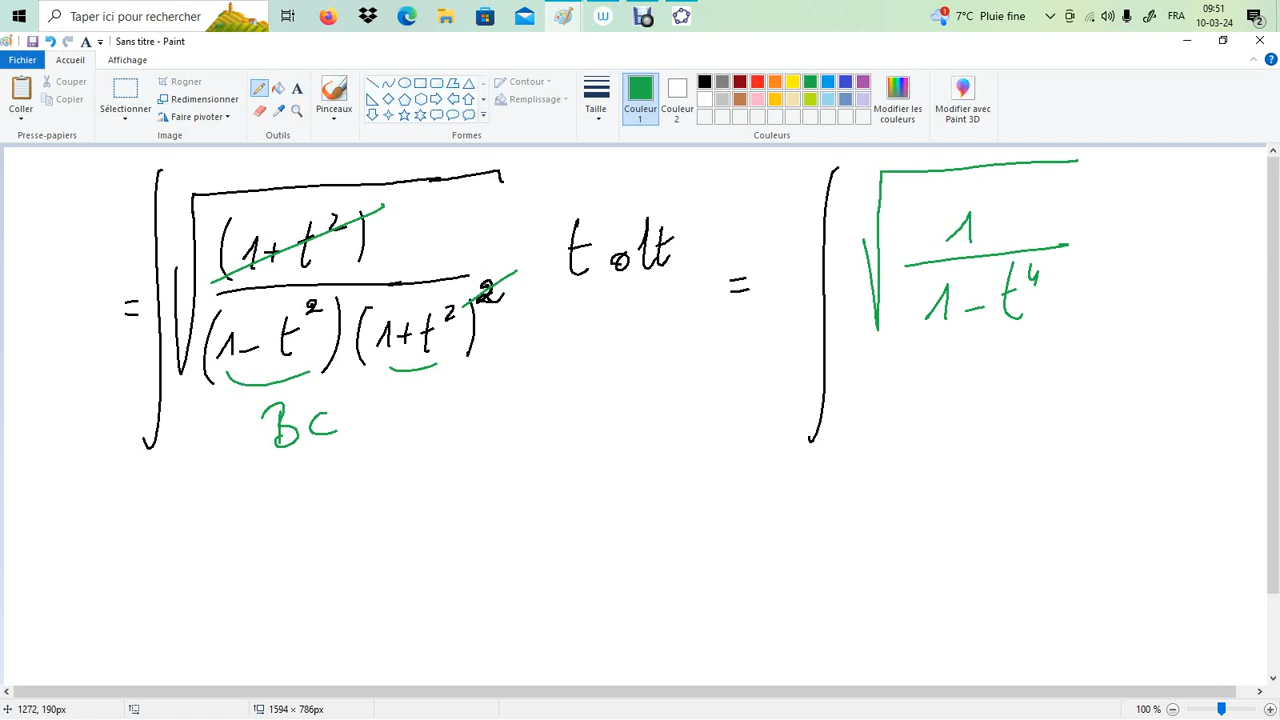 Taper ici pour rechercher
1
W
7°C Pluie fine
FRA
09:51
10-03-24
2
Sans titre - Paint
Fichier
Accueil
Affichage
Coller
Couper
Copier
Sélectionner
Rogner
Redimensionner
Faire pivoter
A
Pinceaux
Contour
Remplissage
Taille
Couleur 1
Couleur 2
Modifier les couleurs
Modifier avec Paint 3D
Presse-papiers
Image
Outils
Formes
Couleurs
= ∫ √((1+t²)/((1-t²)(1+t²)²)) t dt = ∫ √(1/(1-t⁴))
BC
1272, 190px
1594 × 786px
100 %